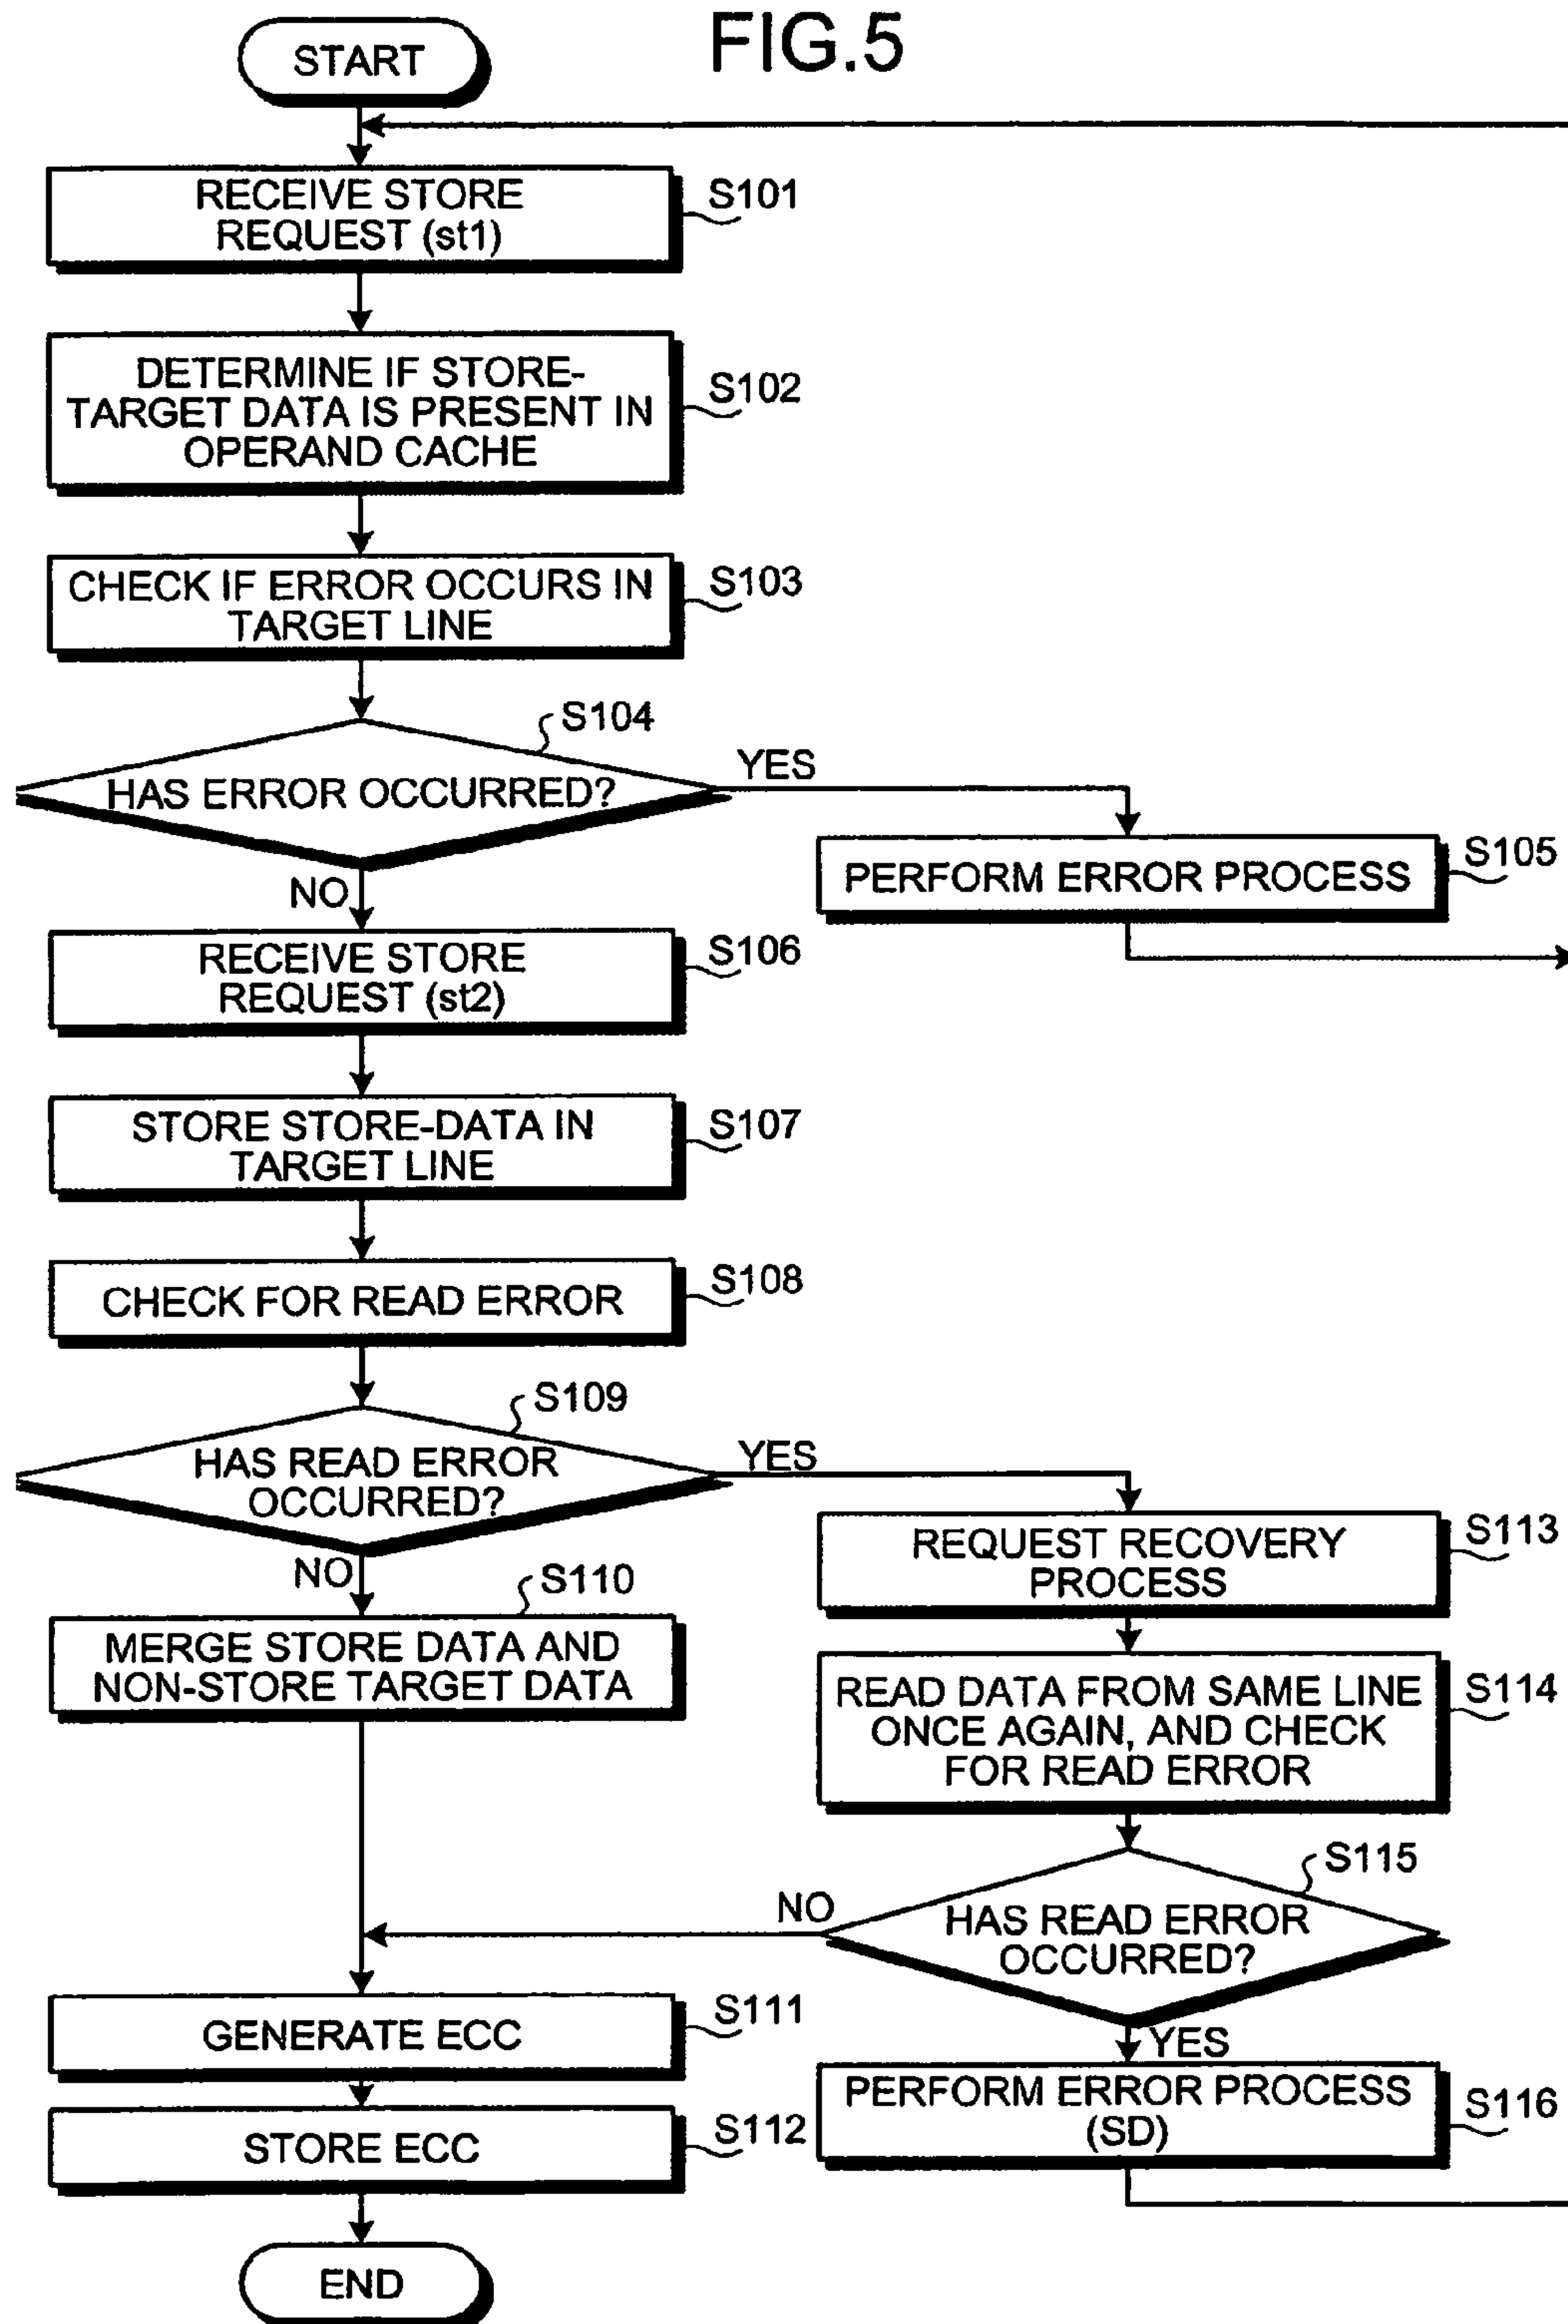 FIG.5
START
RECEIVE STORE
REQUEST (st1)
S101
DETERMINE IF STORE-
TARGET DATA IS PRESENT IN
OPERAND CACHE
S102
CHECK IF ERROR OCCURS IN
TARGET LINE
S103
S104
HAS ERROR OCCURRED?
YES
NO
PERFORM ERROR PROCESS
S105
RECEIVE STORE
REQUEST (st2)
S106
STORE STORE-DATA IN
TARGET LINE
S107
CHECK FOR READ ERROR
S108
S109
HAS READ ERROR
OCCURRED?
YES
NO
S110
MERGE STORE DATA AND
NON-STORE TARGET DATA
REQUEST RECOVERY
PROCESS
S113
READ DATA FROM SAME LINE
ONCE AGAIN, AND CHECK
FOR READ ERROR
S114
S115
HAS READ ERROR
OCCURRED?
NO
YES
GENERATE ECC
S111
STORE ECC
S112
PERFORM ERROR PROCESS
(SD)
S116
END